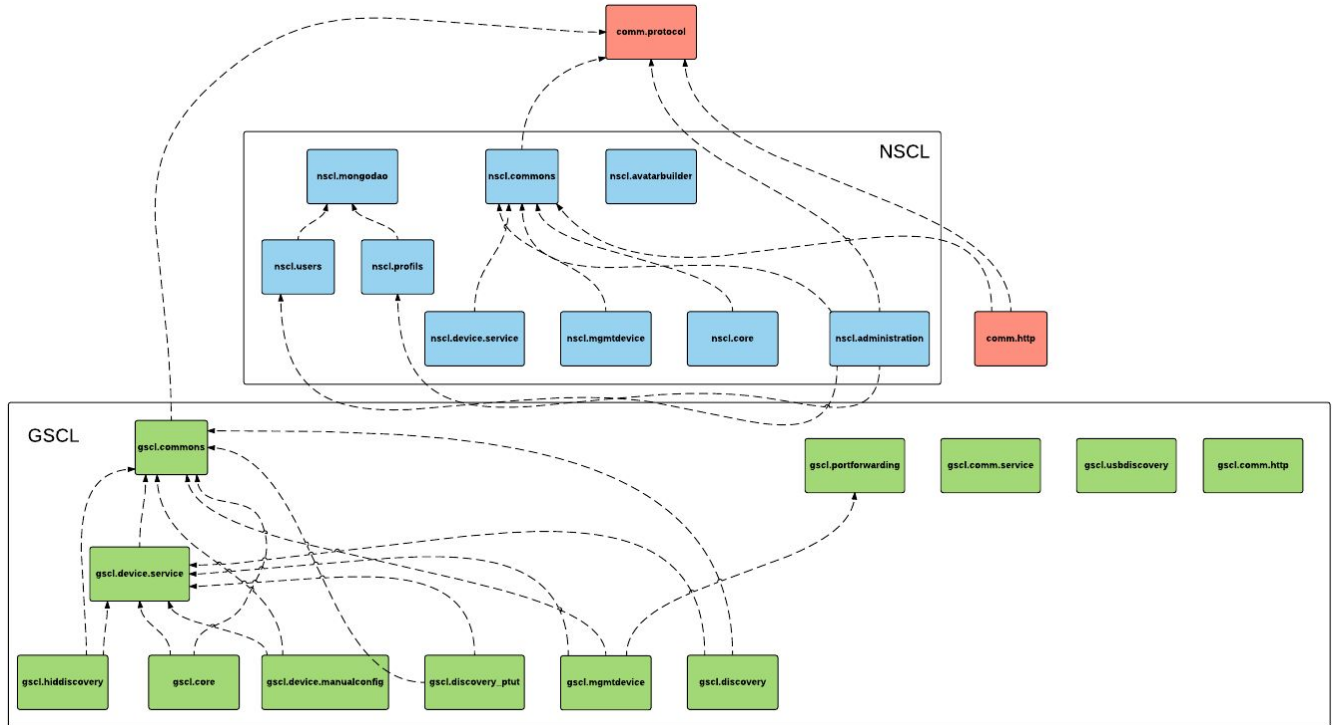 comm.protocol
NSCL
nscl.mongodao
nscl.commons
nscl.avatarbuilder
nscl.users
nscl.profils
nscl.device.service
nscl.mgmtdevice
nscl.core
nscl.administration
comm.http
GSCL
gscl.commons
gscl.portforwarding
gscl.comm.service
gscl.usbdiscovery
gscl.comm.http
gscl.device.service
gscl.hiddiscovery
gscl.core
gscl.device.manualconfig
gscl.discovery_ptut
gscl.mgmtdevice
gscl.discovery